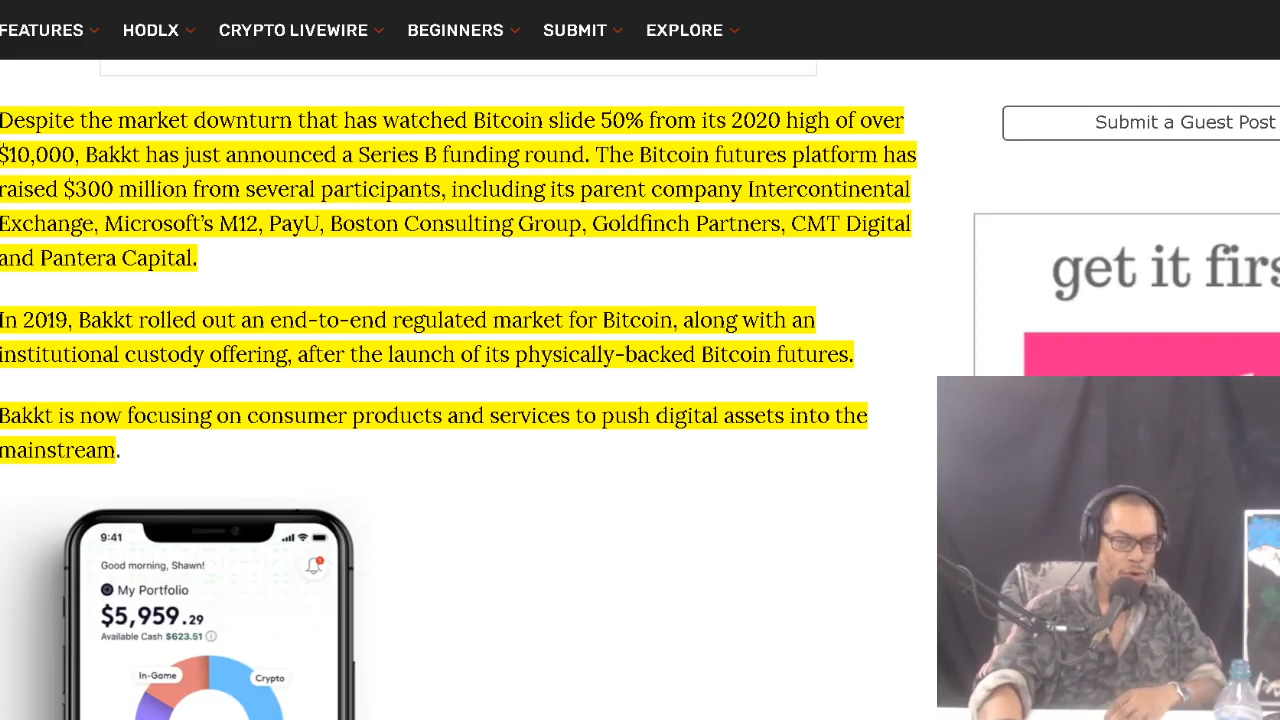 FEATURES HODLX CRYPTO LIVEWIRE BEGINNERS SUBMIT EXPLORE
Despite the market downturn that has watched Bitcoin slide 50% from its 2020 high of over
$10,000, Bakkt has just announced a Series B funding round. The Bitcoin futures platform has
raised $300 million from several participants, including its parent company Intercontinental
Exchange, Microsoft’s M12, PayU, Boston Consulting Group, Goldfinch Partners, CMT Digital
and Pantera Capital.
In 2019, Bakkt rolled out an end-to-end regulated market for Bitcoin, along with an
institutional custody offering, after the launch of its physically-backed Bitcoin futures.
Bakkt is now focusing on consumer products and services to push digital assets into the
mainstream.
Submit a Guest Post
get it firs
9:41
Good morning, Shawn!
My Portfolio
$5,959.29
Available Cash $623.51
In-Game
Crypto